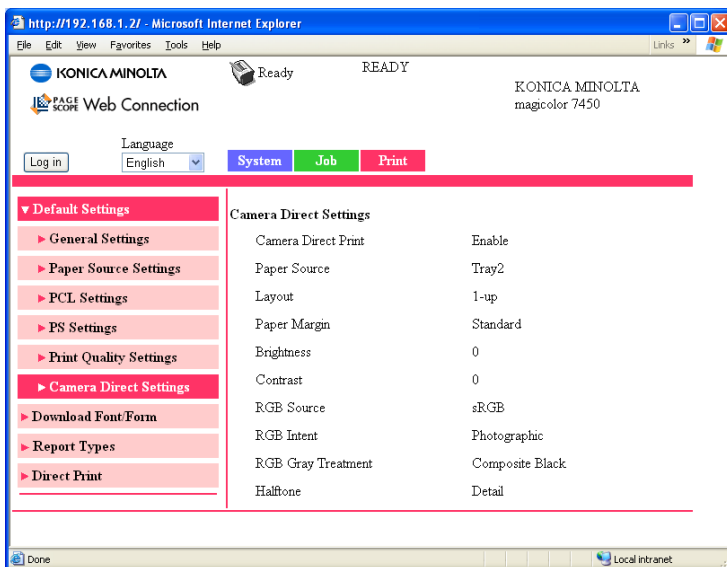 http://192.168.1.2/ - Microsoft Internet Explorer
File Edit View Favorites Tools Help Links »
KONICA MINOLTA
Ready
READY
KONICA MINOLTA
magicolor 7450
PAGE SCOPE Web Connection
Language
Log in
English
System Job Print
Default Settings
General Settings
Paper Source Settings
PCL Settings
PS Settings
Print Quality Settings
Camera Direct Settings
Download Font/Form
Report Types
Direct Print
Camera Direct Settings
Camera Direct Print Enable
Paper Source Tray2
Layout 1-up
Paper Margin Standard
Brightness 0
Contrast 0
RGB Source sRGB
RGB Intent Photographic
RGB Gray Treatment Composite Black
Halftone Detail
Done
Local intranet